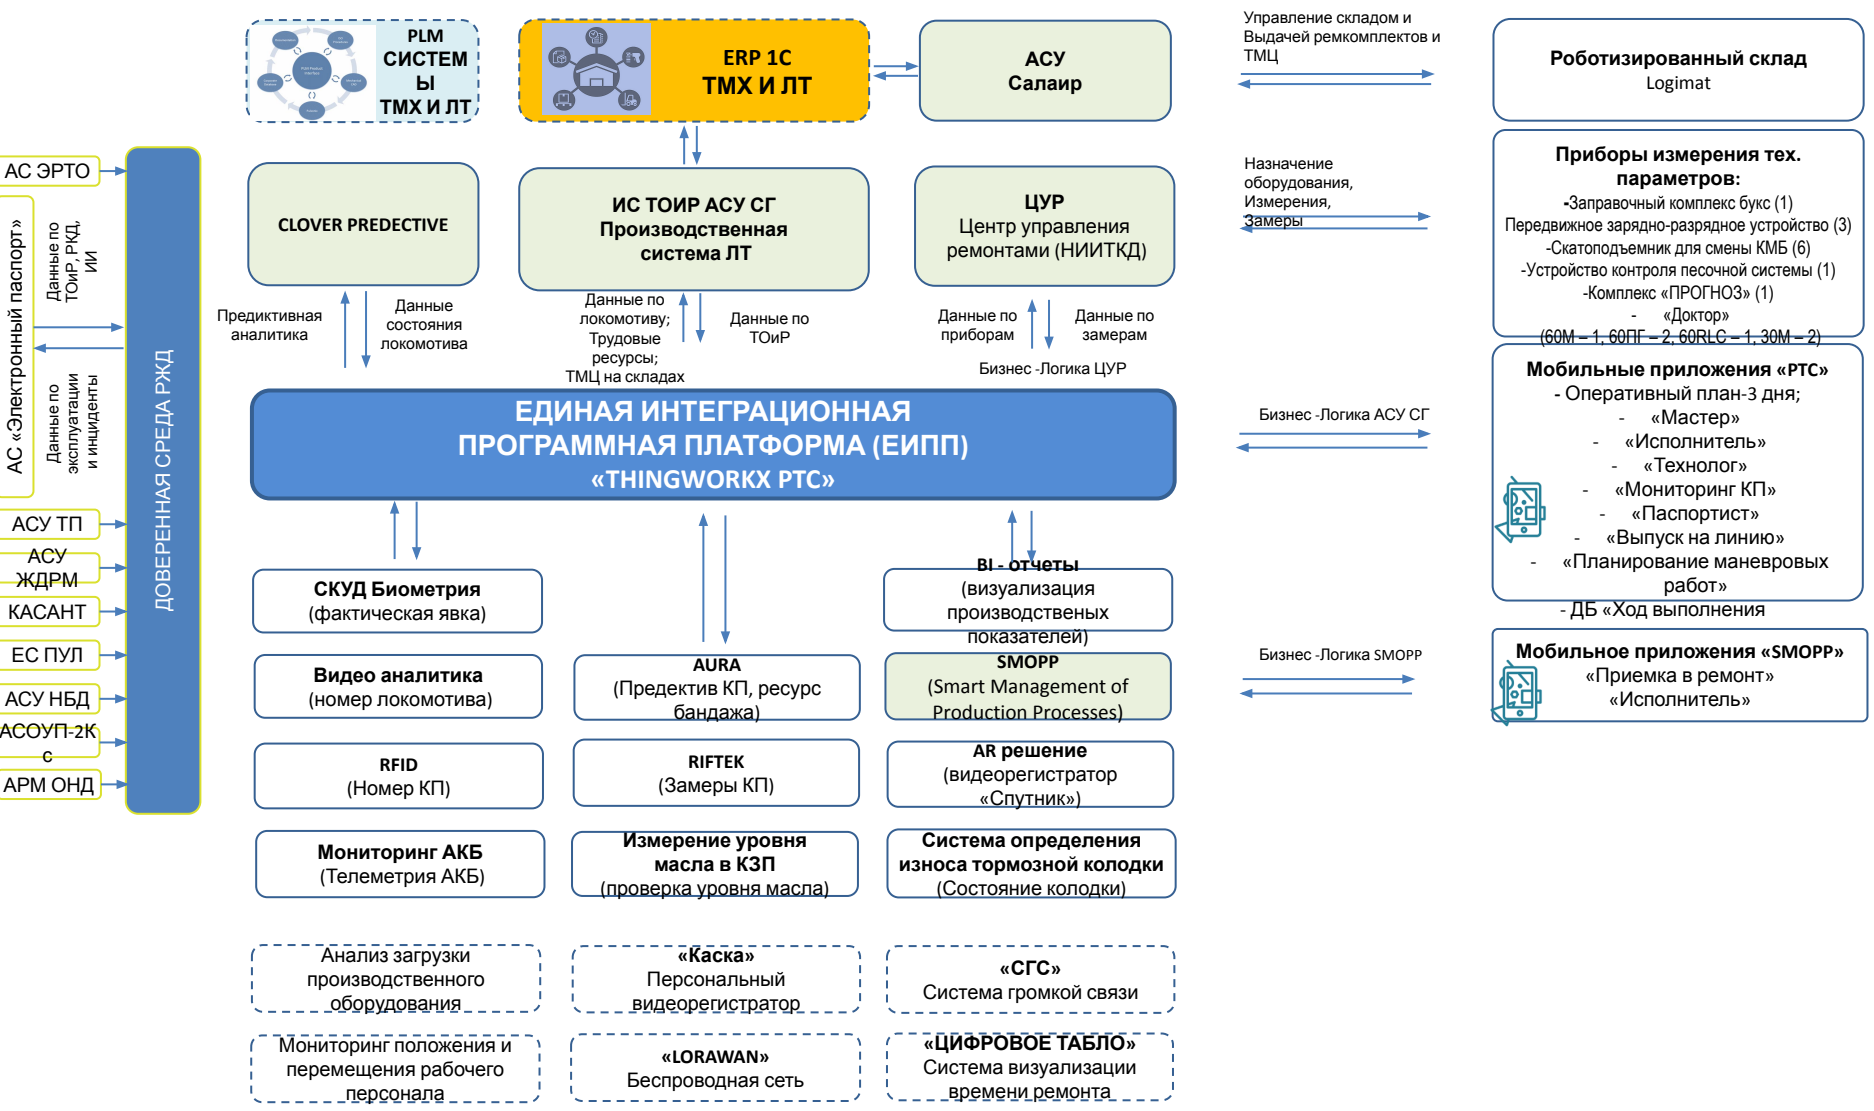 PLM
СИСТЕМ
Ы
ТМХ И ЛТ
ERP 1С
ТМХ И ЛТ
АСУ
Салаир
Управление складом и
Выдачей ремкомплектов и
ТМЦ
Роботизированный склад
Logimat
АС ЭРТО
АС «Электронный паспорт»
Данные по
ТОиР, РКД,
ИИ
Данные по
эксплуатации
и инциденты
АСУ ТП
АСУ
ЖДРМ
КАСАНТ
ЕС ПУЛ
АСУ НБД
АСОУП-2К
с
АРМ ОНД
ДОВЕРЕННАЯ СРЕДА РЖД
CLOVER PREDECTIVE
ИС ТОИР АСУ СГ
Производственная
система ЛТ
ЦУР
Центр управления
ремонтами (НИИТКД)
Назначение
оборудования,
Измерения,
Замеры
Приборы измерения тех.
параметров:
-Заправочный комплекс букс (1)
Передвижное зарядно-разрядное устройство (3)
-Скатоподъемник для смены КМБ (6)
-Устройство контроля песочной системы (1)
-Комплекс «ПРОГНОЗ» (1)
- «Доктор»
(60М – 1, 60ПГ – 2, 60RLC – 1, 30М – 2)
Предиктивная
аналитика
Данные
состояния
локомотива
Данные по
локомотиву;
Трудовые
ресурсы;
ТМЦ на складах
Данные по
ТОиР
Данные по
приборам
Данные по
замерам
Бизнес -Логика ЦУР
ЕДИНАЯ ИНТЕГРАЦИОННАЯ
ПРОГРАММНАЯ ПЛАТФОРМА (ЕИПП)
«THINGWORKX PTC»
Бизнес -Логика АСУ СГ
Мобильные приложения «РТС»
- Оперативный план-3 дня;
- «Мастер»
- «Исполнитель»
- «Технолог»
- «Мониторинг КП»
- «Паспортист»
- «Выпуск на линию»
- «Планирование маневровых
работ»
- ДБ «Ход выполнения
СКУД Биометрия
(фактическая явка)
BI - отчеты
(визуализация
производственых
показателей)
Видео аналитика
(номер локомотива)
AURA
(Предектив КП, ресурс
бандажа)
SMOPP
(Smart Management of
Production Processes)
Бизнес -Логика SMOPP
Мобильное приложения «SMOPP»
«Приемка в ремонт»
«Исполнитель»
RFID
(Номер КП)
RIFTEK
(Замеры КП)
AR решение
(видеорегистратор
«Спутник»)
Мониторинг АКБ
(Телеметрия АКБ)
Измерение уровня
масла в КЗП
(проверка уровня масла)
Система определения
износа тормозной колодки
(Состояние колодки)
Анализ загрузки
производственного
оборудования
«Каска»
Персональный
видеорегистратор
«СГС»
Система громкой связи
Мониторинг положения и
перемещения рабочего
персонала
«LORAWAN»
Беспроводная сеть
«ЦИФРОВОЕ ТАБЛО»
Система визуализации
времени ремонта